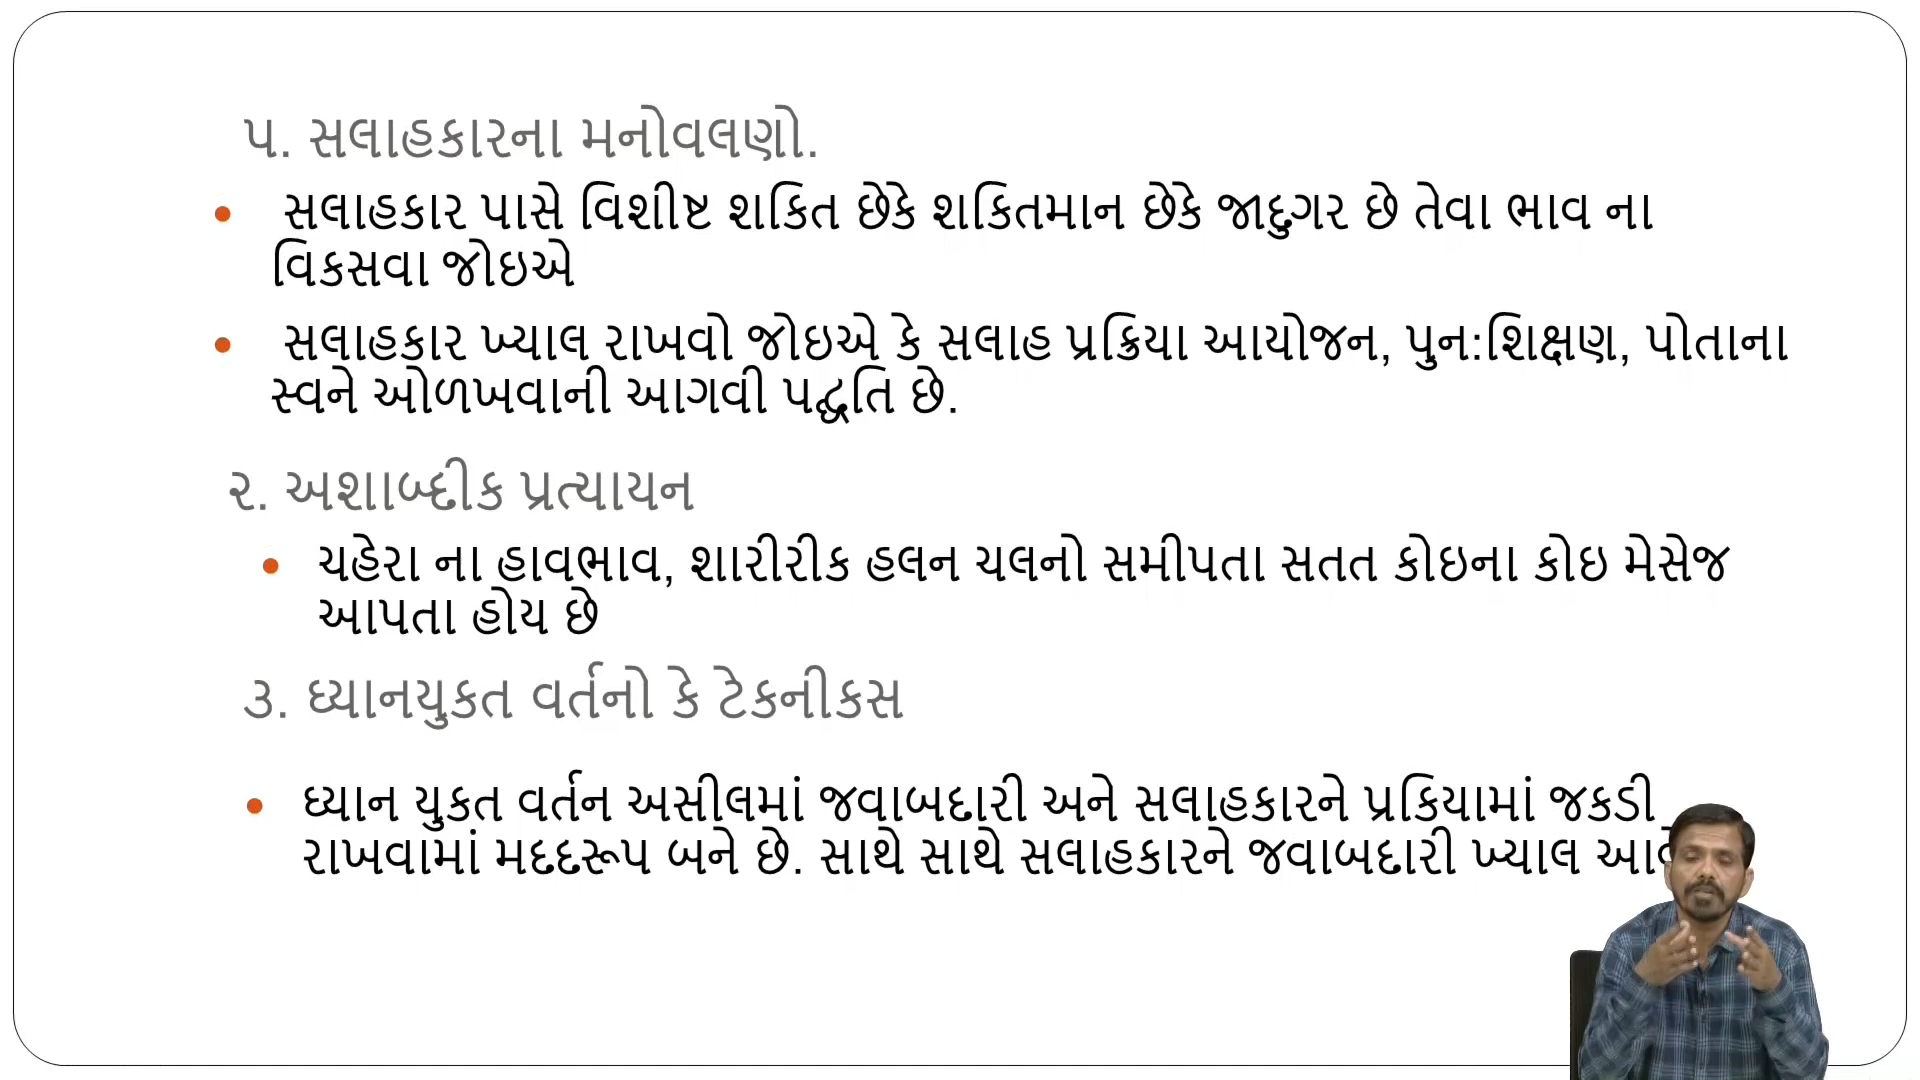 ૫. સલાહકારના મનોવલણો.
• સલાહકાર પાસે વિશીષ્ટ શકિત છેકે શકિતમાન છેકે જાદુગર છે તેવા ભાવ ના
વિકસવા જોઇએ
• સલાહકાર ખ્યાલ રાખવો જોઇએ કે સલાહ પ્રક્રિયા આયોજન, પુન:શિક્ષણ, પોતાના
સ્વને ઓળખવાની આગવી પદ્ધતિ છે.
૨. અશાબ્દીક પ્રત્યાયન
• ચહેરા ના હાવભાવ, શારીરીક હલન ચલનો સમીપતા સતત કોઇના કોઇ મેસેજ
આપતા હોય છે
૩. ધ્યાનયુકત વર્તનો કે ટેકનીકસ
• ધ્યાન યુકત વર્તન અસીલમાં જવાબદારી અને સલાહકારને પ્રકિયામાં જકડી
રાખવામાં મદદરૂપ બને છે. સાથે સાથે સલાહકારને જવાબદારી ખ્યાલ